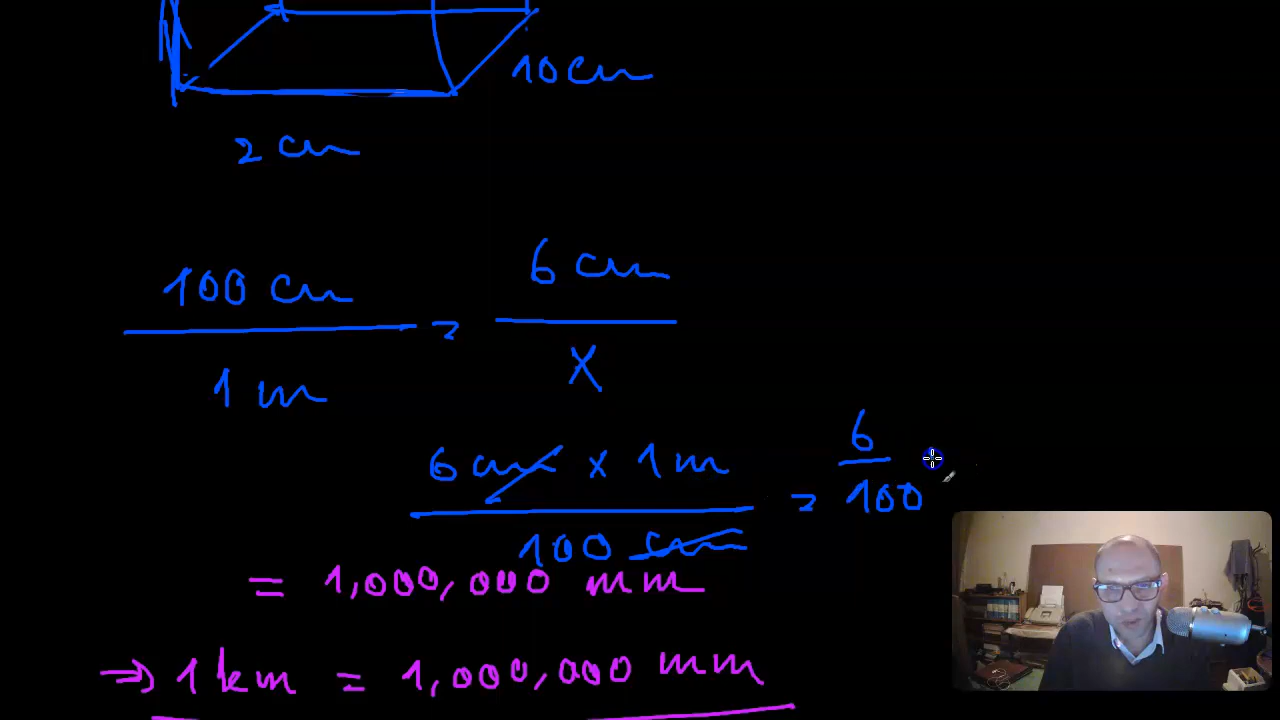 10 cm
2 cm
100 cm = 6 cm
1 m x
6 cm x 1 m = 6
100 cm 100
= 1,000,000 mm
⇒ 1 km = 1,000,000 mm